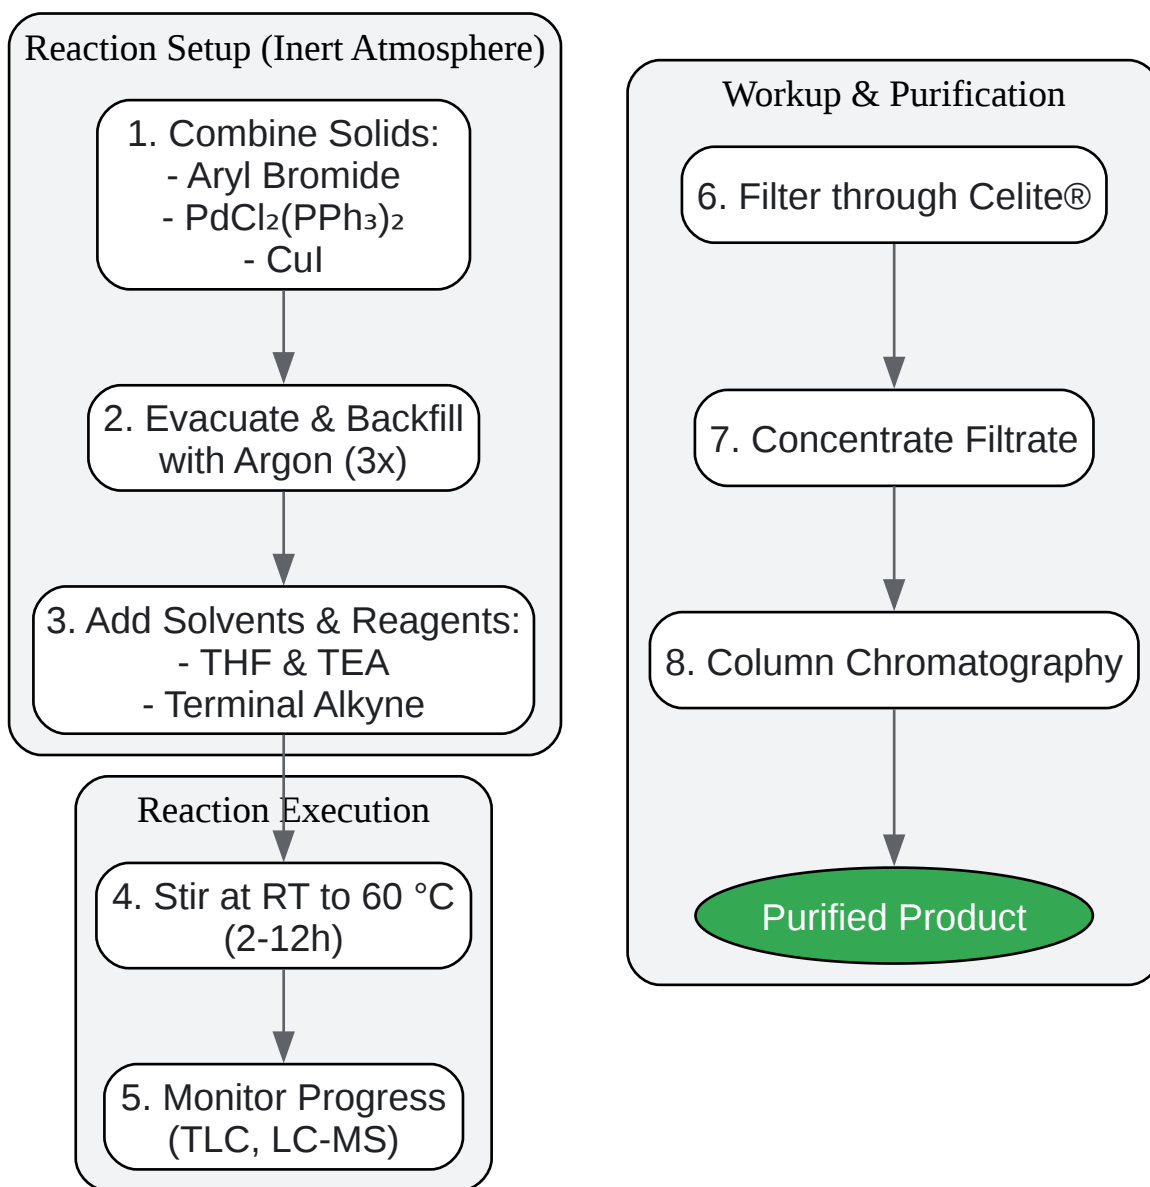 Reaction Setup (Inert Atmosphere)
1. Combine Solids:
- Aryl Bromide
- PdCl₂(PPh₃)₂
- CuI
2. Evacuate & Backfill
with Argon (3x)
3. Add Solvents & Reagents:
- THF & TEA
- Terminal Alkyne
Reaction Execution
4. Stir at RT to 60 °C
(2-12h)
5. Monitor Progress
(TLC, LC-MS)
Workup & Purification
6. Filter through Celite®
7. Concentrate Filtrate
8. Column Chromatography
Purified Product